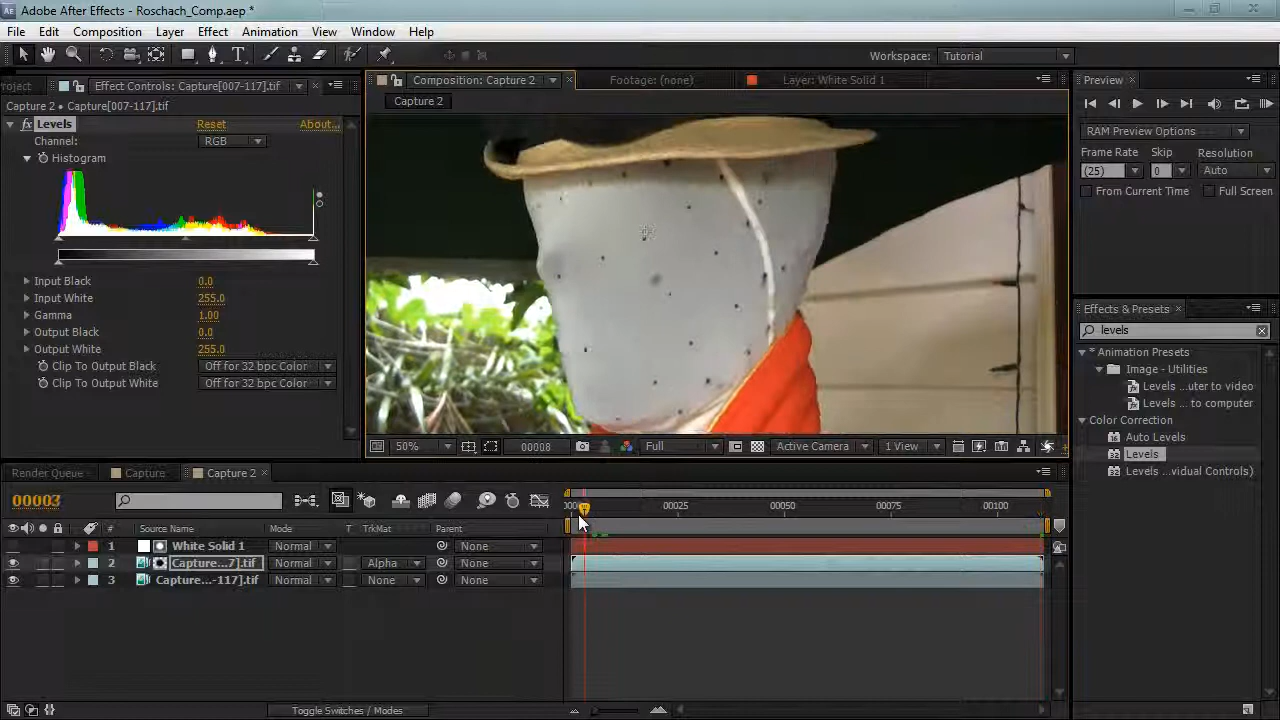 Adobe After Effects - Roschach_Comp.aep *
File Edit Composition Layer Effect Animation View Window Help
Workspace: Tutorial
roject Effect Controls: Capture[007-117].tif
Composition: Capture 2 Footage: (none) Layer: White Solid 1
Preview
Capture 2 • Capture[007-117].tif
Capture 2
Levels Reset About...
Channel: RGB
Histogram
RAM Preview Options
Frame Rate Skip Resolution
(25) 0 Auto
From Current Time Full Screen
Input Black 0.0
Input White 255.0
Gamma 1.00
Output Black 0.0
Output White 255.0
Clip To Output Black Off for 32 bpc Color
Clip To Output White Off for 32 bpc Color
Effects & Presets
levels
* Animation Presets
Image - Utilities
Levels ...uter to video
Levels ... to computer
Color Correction
Auto Levels
Levels
Levels ...vidual Controls)
50% 00008 Full Active Camera 1 View
Render Queue Capture Capture 2
00003
00025 00050 00075 00100
# Source Name Mode T TrkMat Parent
1 White Solid 1 Normal None
2 Capture...7].tif Normal Alpha None
3 Capture...-117].tif Normal None None
Toggle Switches / Modes